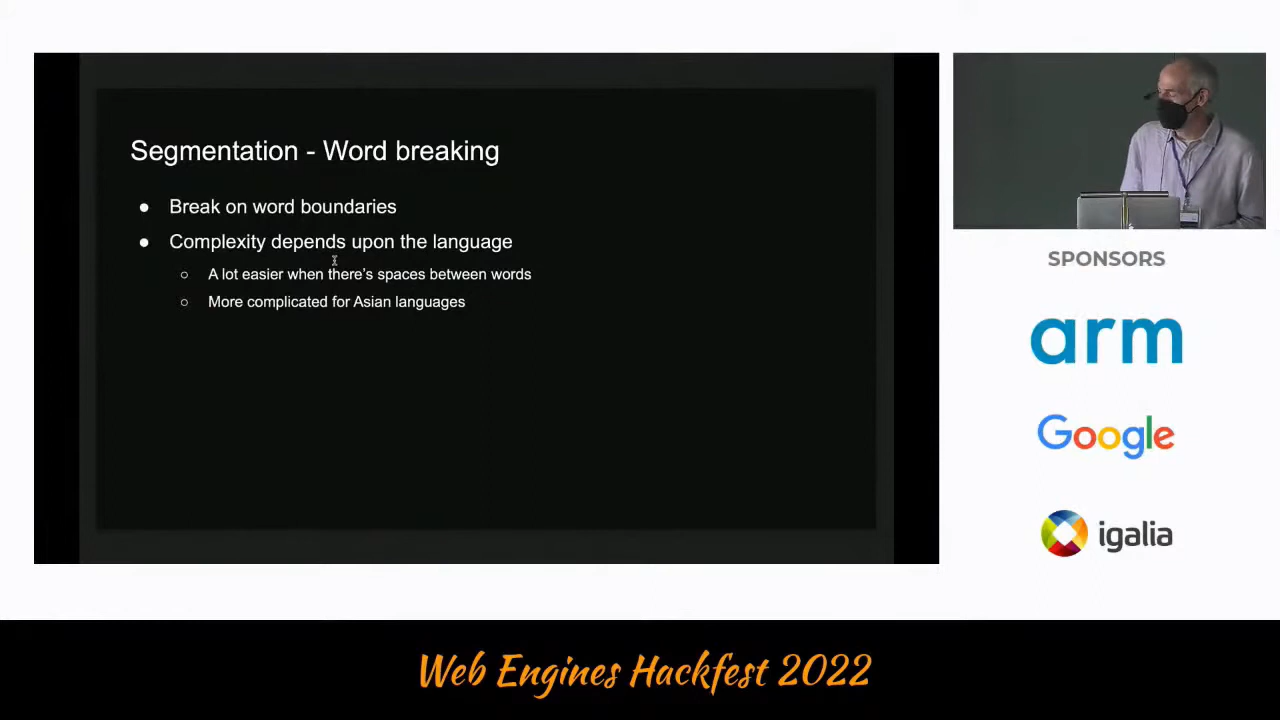 Segmentation - Word breaking
● Break on word boundaries
● Complexity depends upon the language
○ A lot easier when there's spaces between words
○ More complicated for Asian languages
SPONSORS
arm
Google
igalia
Web Engines Hackfest 2022